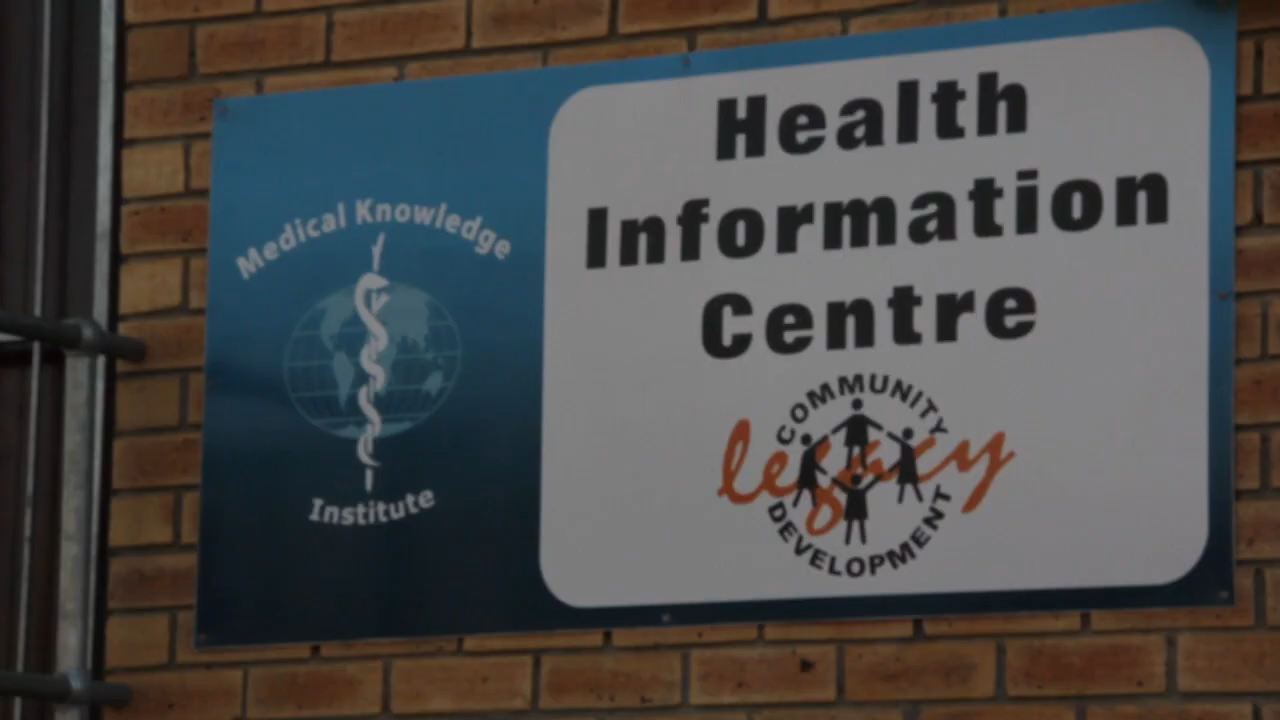 Medical Knowledge
Institute
Health
Information
Centre
COMMUNITY
legacy
DEVELOPMENT